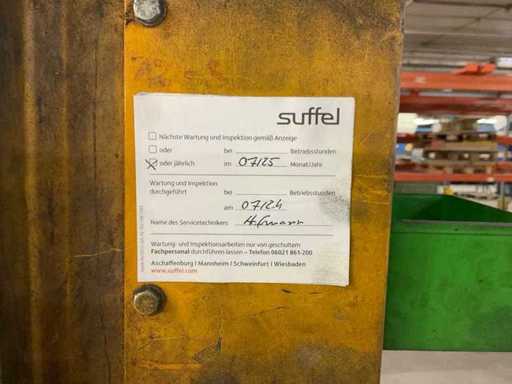 suffel
Nächste Wartung und Inspektion gemäß Anzeige
oder bei Betriebsstunden
oder jährlich im 07/25 Monat/Jahr
Wartung und Inspektion
durchgeführt bei Betriebsstunden
am 07/24
Name des Servicetechnikers
Wartung- und Inspektionsarbeiten nur von geschultem
Fachpersonal durchführen lassen – Telefon 06021 861-200
Aschaffenburg | Mannheim | Schweinfurt | Wiesbaden
www.suffel.com